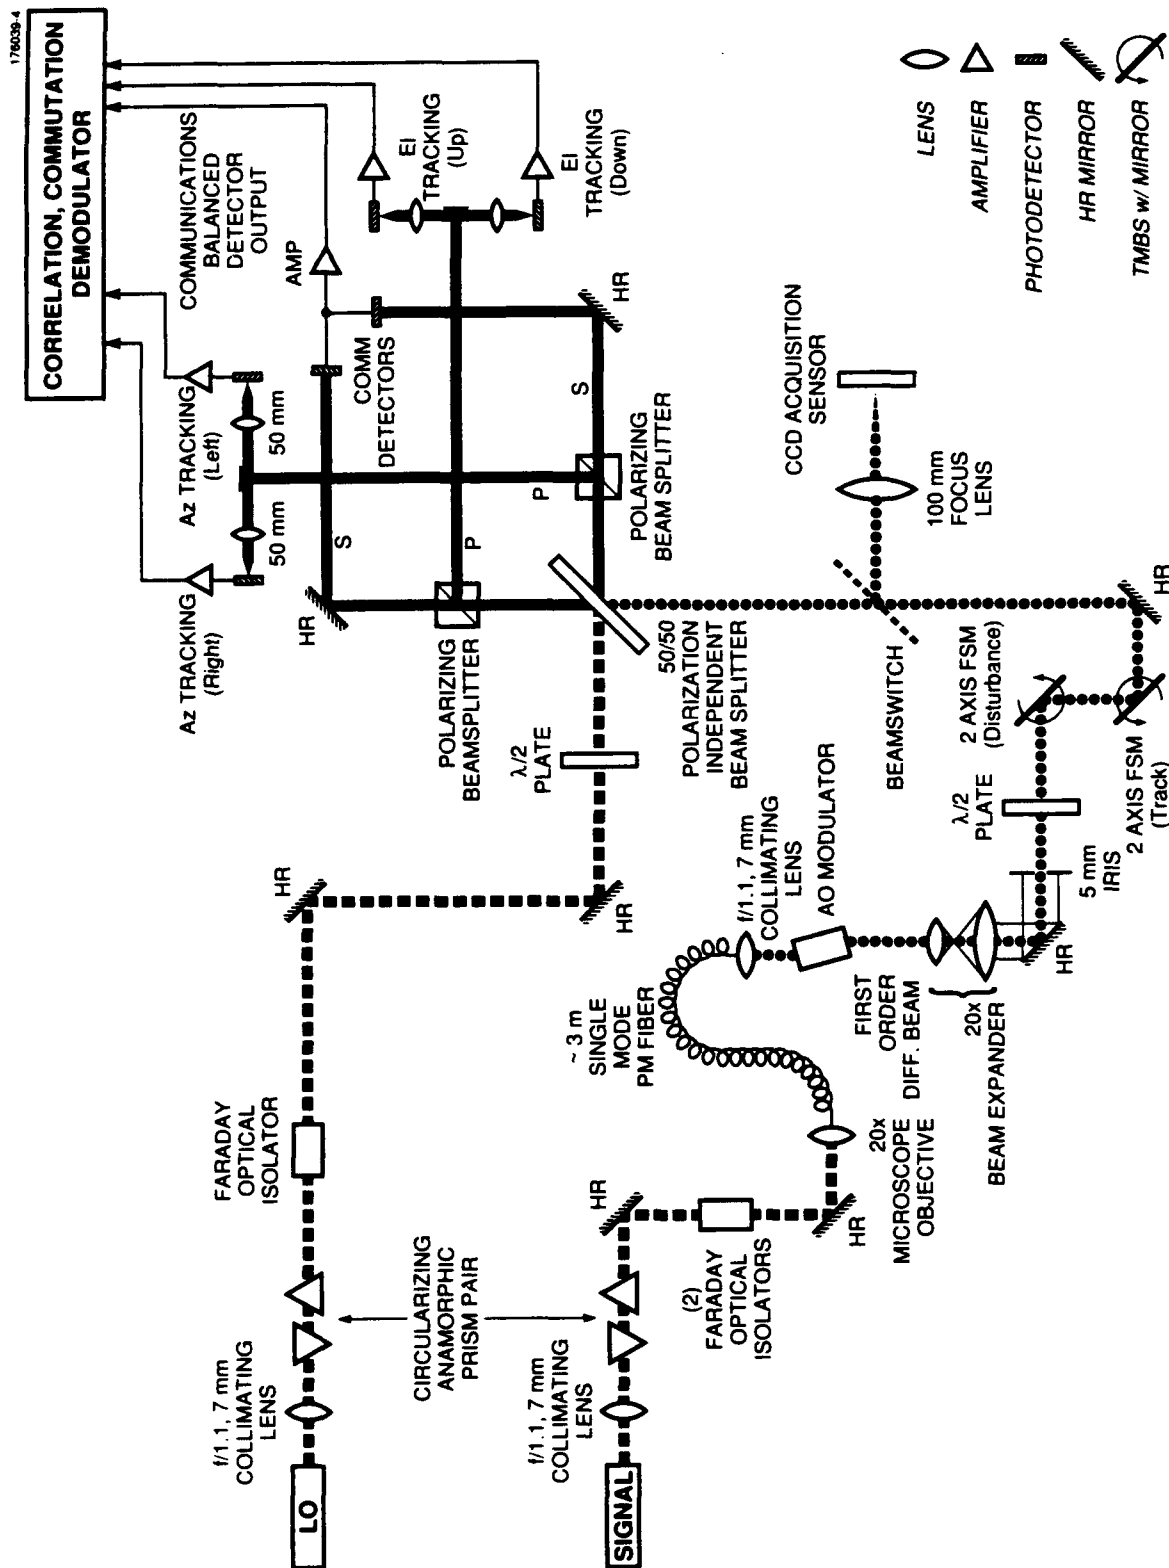 176039-4
CORRELATION, COMMUTATION
DEMODULATOR
Az TRACKING
(Right)
Az TRACKING
(Left)
COMMUNICATIONS
BALANCED
DETECTOR
OUTPUT
AMP
50 mm
50 mm
El
TRACKING
(Up)
El
TRACKING
(Down)
HR
S
P
P
S
COMM
DETECTORS
HR
POLARIZING
BEAMSPLITTER
POLARIZING
BEAM SPLITTER
λ/2
PLATE
50/50
POLARIZATION
INDEPENDENT
BEAM SPLITTER
HR
HR
FARADAY
OPTICAL
ISOLATOR
f/1.1, 7 mm
COLLIMATING
LENS
LO
CIRCULARIZING
ANAMORPHIC
PRISM PAIR
SIGNAL
f/1.1, 7 mm
COLLIMATING
LENS
HR
(2)
FARADAY
OPTICAL
ISOLATORS
HR
20x
MICROSCOPE
OBJECTIVE
~ 3 m
SINGLE
MODE
PM FIBER
f/1.1, 7 mm
COLLIMATING
LENS
AO MODULATOR
FIRST
ORDER
DIFF. BEAM
20x
BEAM EXPANDER
HR
5 mm
IRIS
λ/2
PLATE
2 AXIS FSM
(Disturbance)
2 AXIS FSM
(Track)
HR
BEAMSWITCH
100 mm
FOCUS
LENS
CCD ACQUISITION
SENSOR
LENS
AMPLIFIER
PHOTODETECTOR
HR MIRROR
TMBS w/ MIRROR